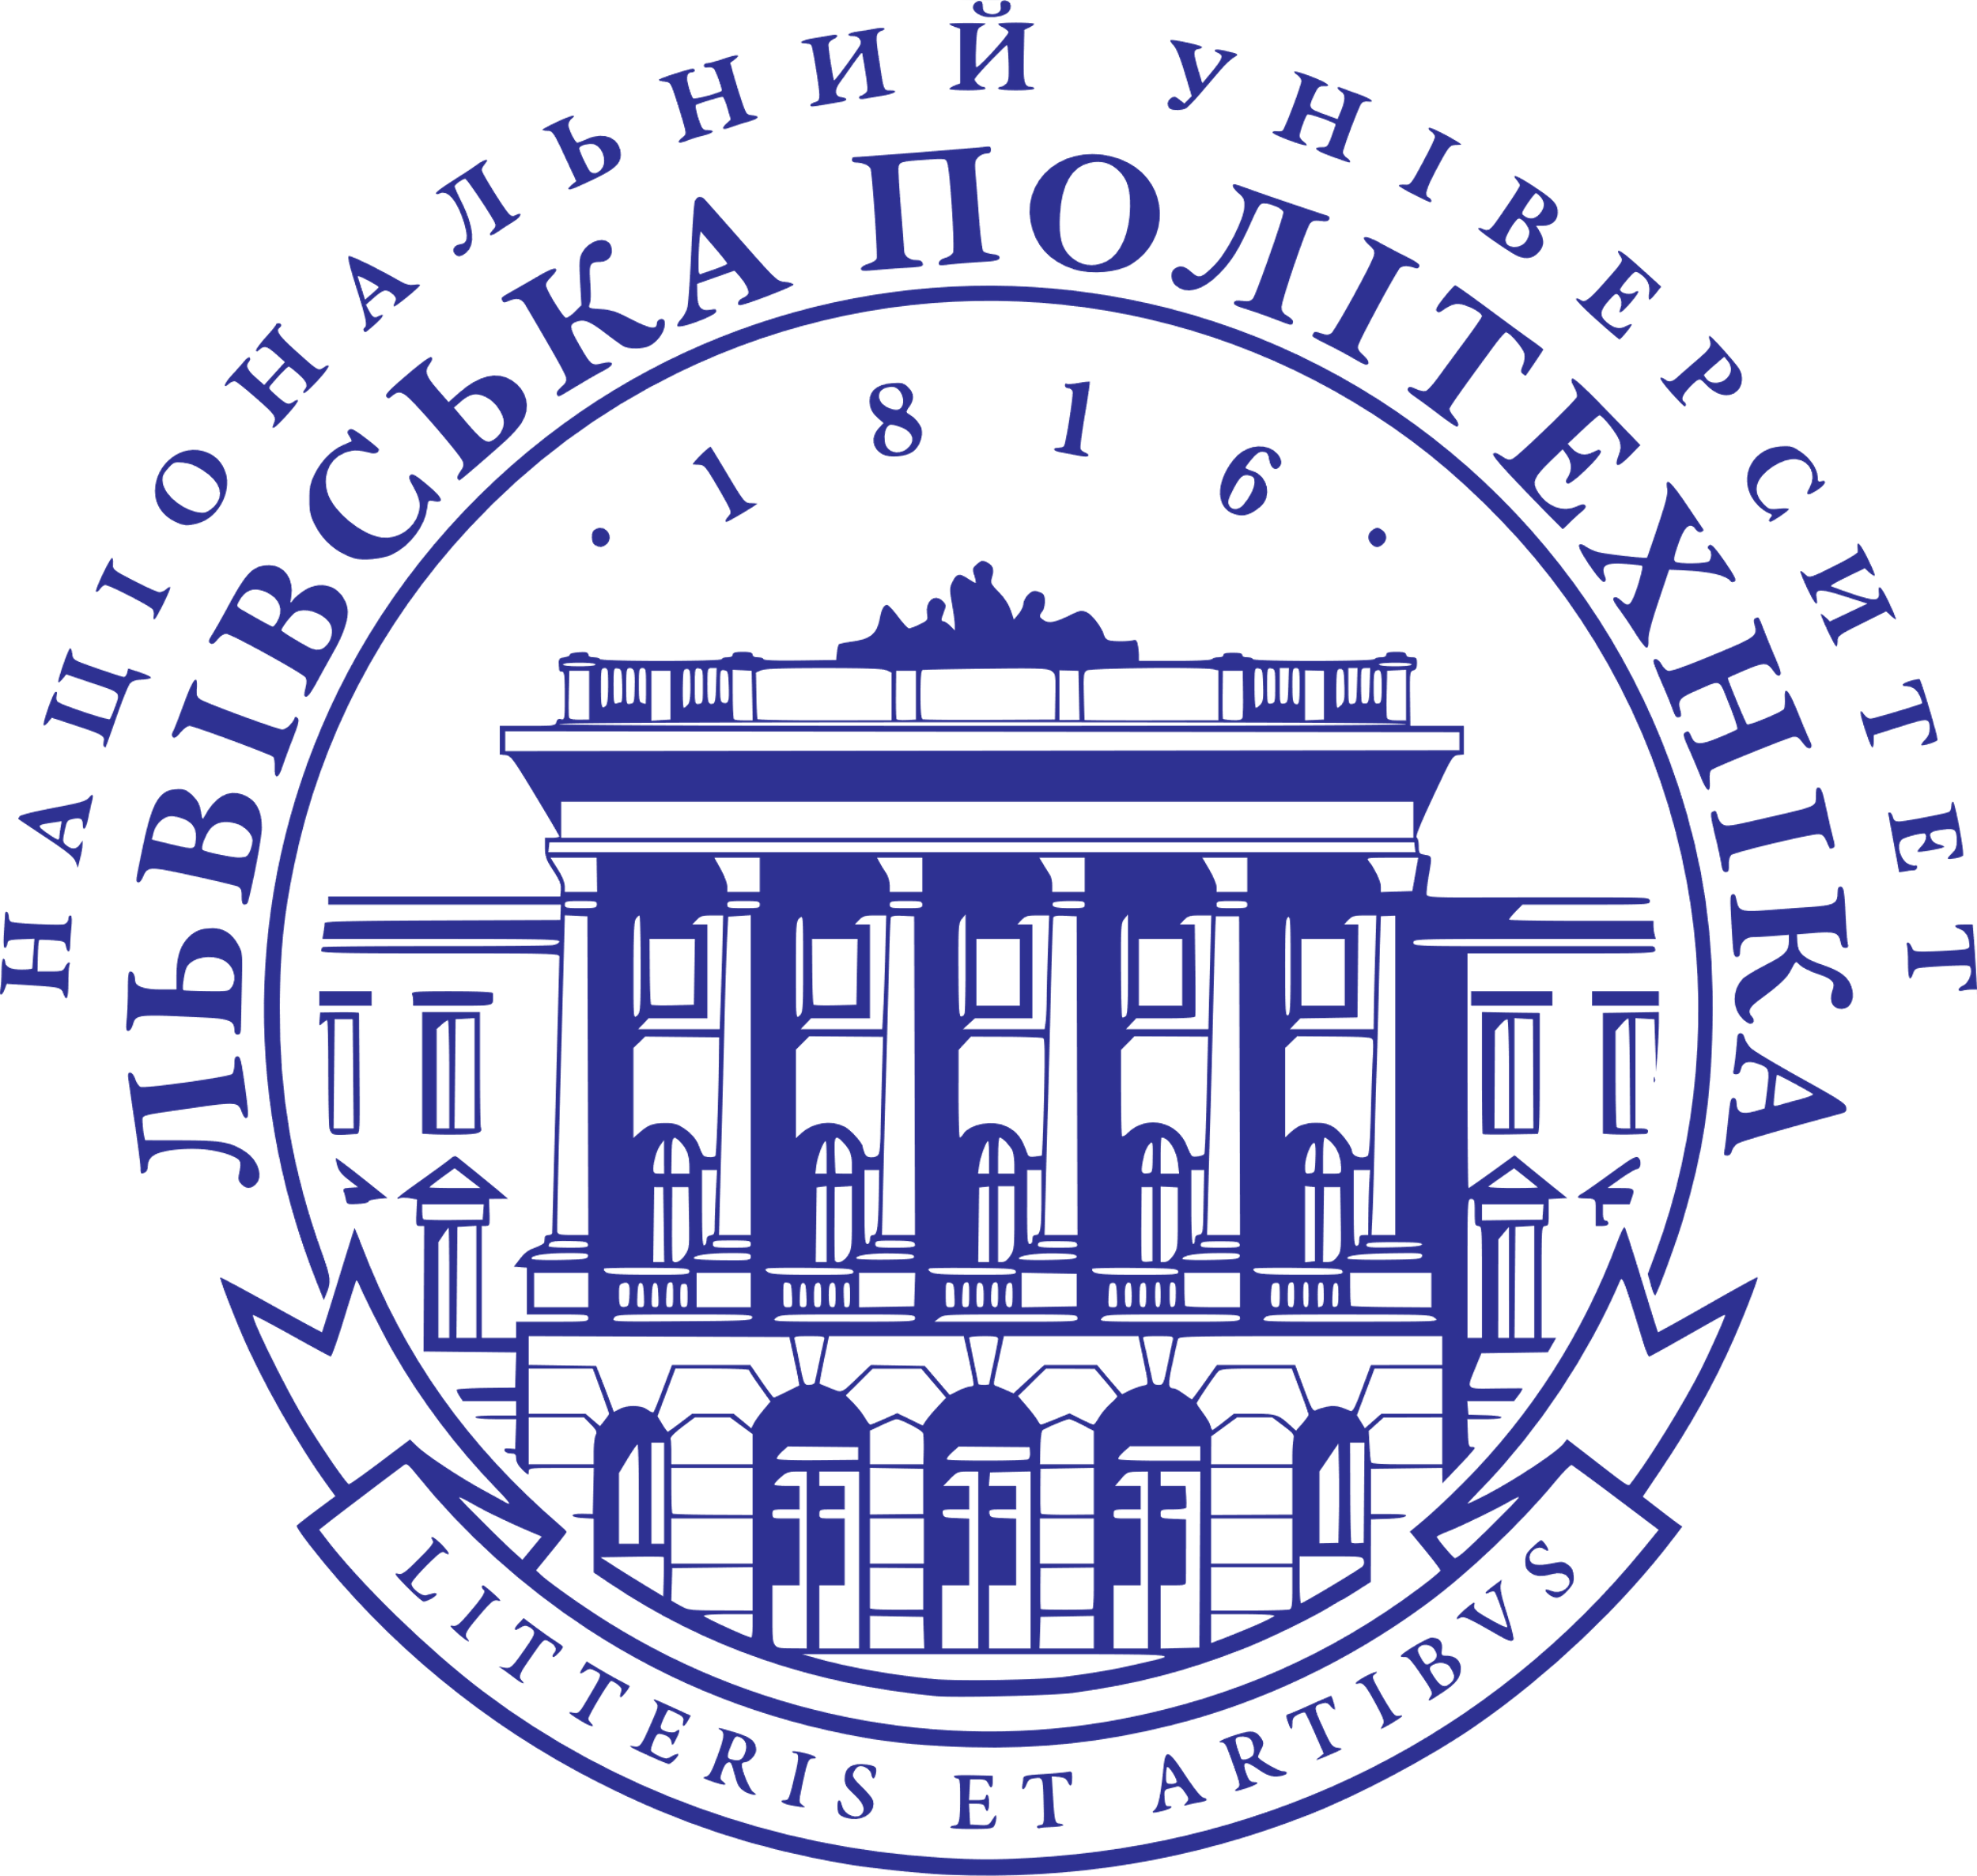 НАЦІОНАЛЬНИЙ УНІВЕРСИТЕТ
ЛЬВІВСЬКА ПОЛІТЕХНІКА
·1816·
LITTERIS ET ARTIBVS